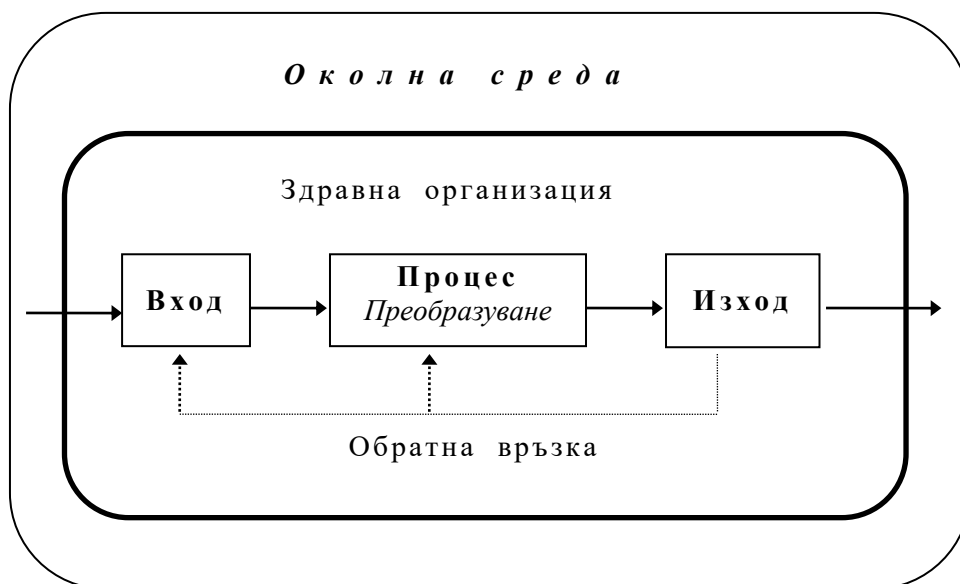 Околна среда
Здравна организация
Вход
Процес
Преобразуване
Изход
Обратна връзка